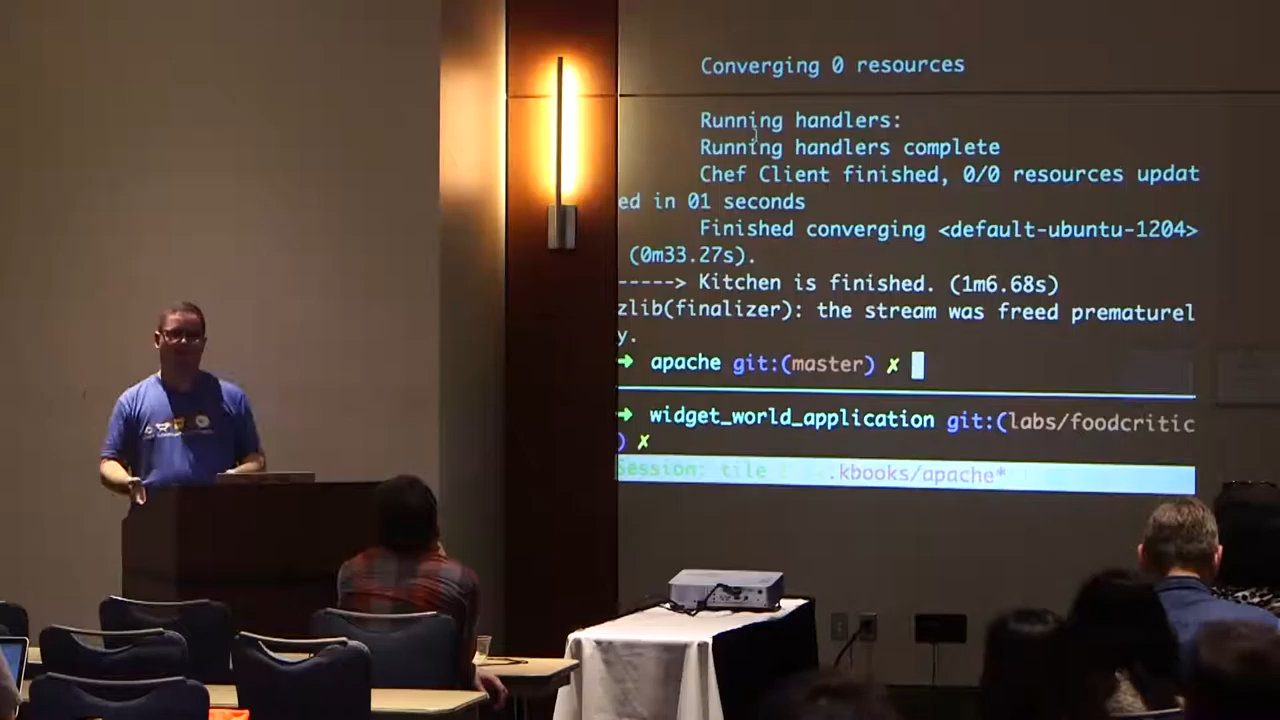 Converging 0 resources
Running handlers:
Running handlers complete
Chef Client finished, 0/0 resources updat
ed in 01 seconds
Finished converging <default-ubuntu-1204>
(0m33.27s).
-----> Kitchen is finished. (1m6.68s)
zlib(finalizer): the stream was freed prematurel
y.
➜ apache git:(master) ✗
➜ widget_world_application git:(labs/foodcritic
) ✗
Session: tile .kbooks/apache*